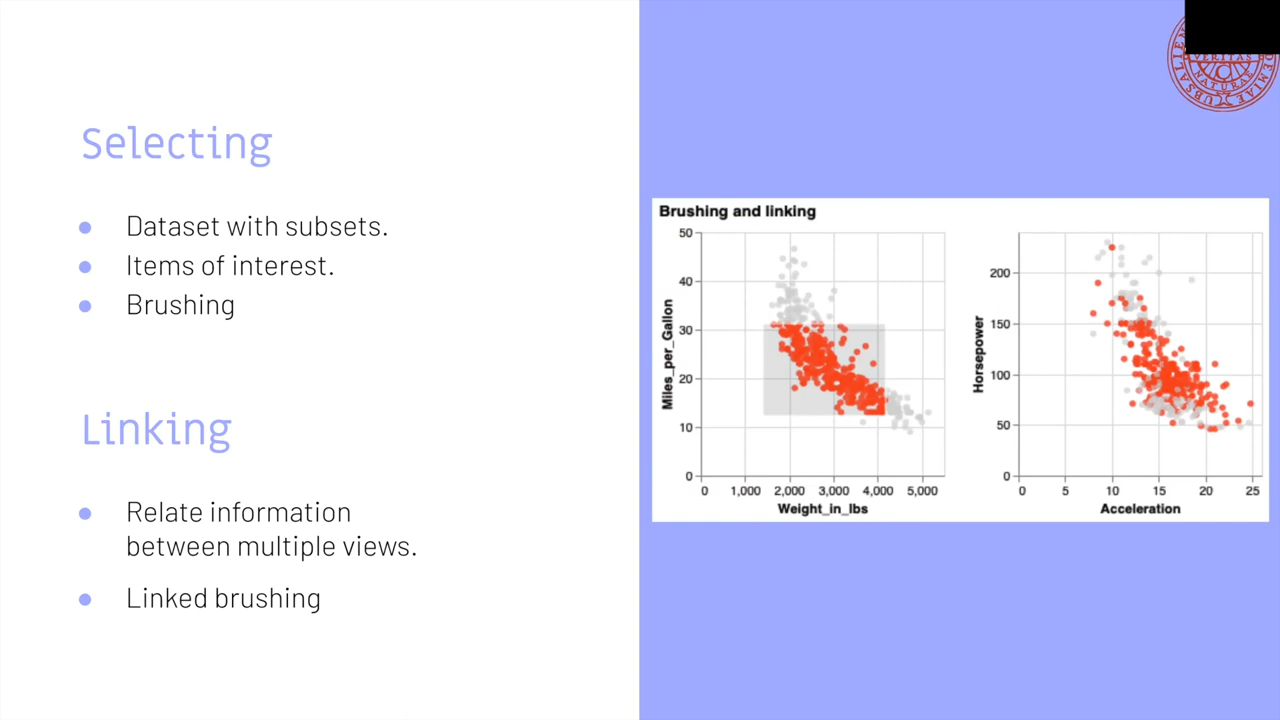 Selecting
Dataset with subsets.
Items of interest.
Brushing
Linking
Relate information
between multiple views.
Linked brushing
Brushing and linking
Miles_per_Gallon
50
40
30
20
10
0
0 1,000 2,000 3,000 4,000 5,000
Weight_in_lbs
Horsepower
200
150
100
50
0
0 5 10 15 20 25
Acceleration
VERITAS
NATURAE